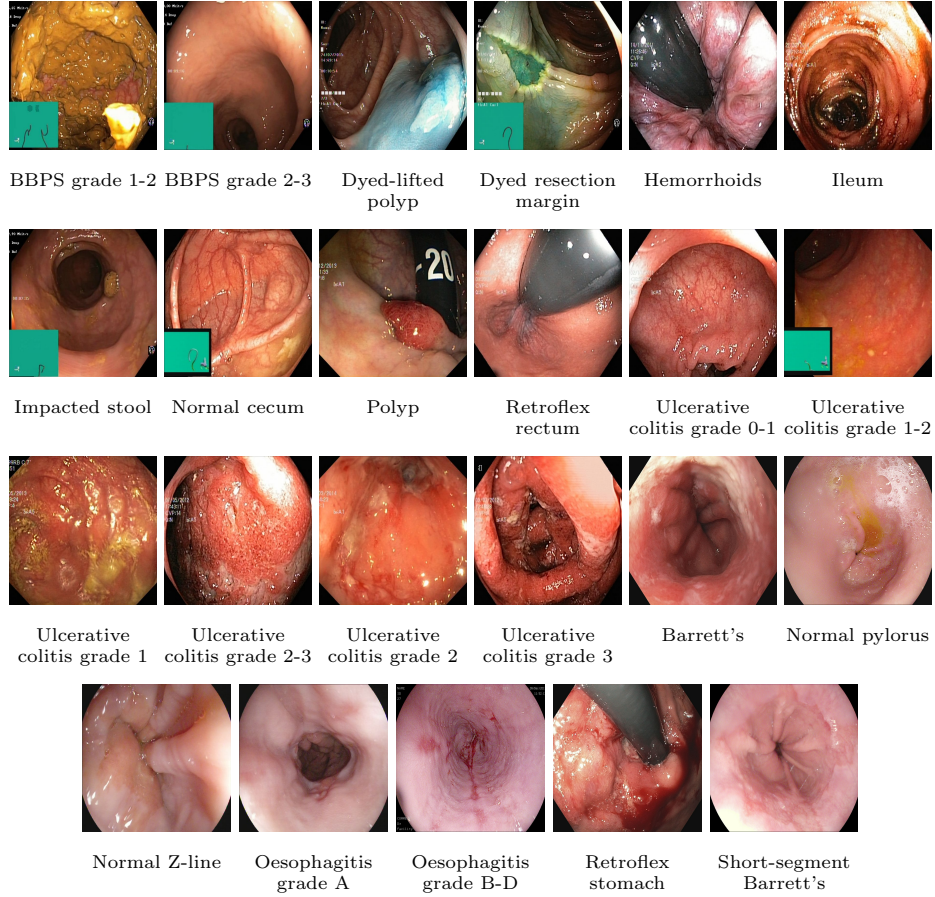 BBPS grade 1-2 BBPS grade 2-3 Dyed-lifted Dyed resection Hemorrhoids Ileum
polyp margin
-20
Impacted stool Normal cecum Polyp Retroflex Ulcerative Ulcerative
rectum colitis grade 0-1 colitis grade 1-2
Ulcerative Ulcerative Ulcerative Ulcerative Barrett's Normal pylorus
colitis grade 1 colitis grade 2-3 colitis grade 2 colitis grade 3
Normal Z-line Oesophagitis Oesophagitis Retroflex Short-segment
grade A grade B-D stomach Barrett's